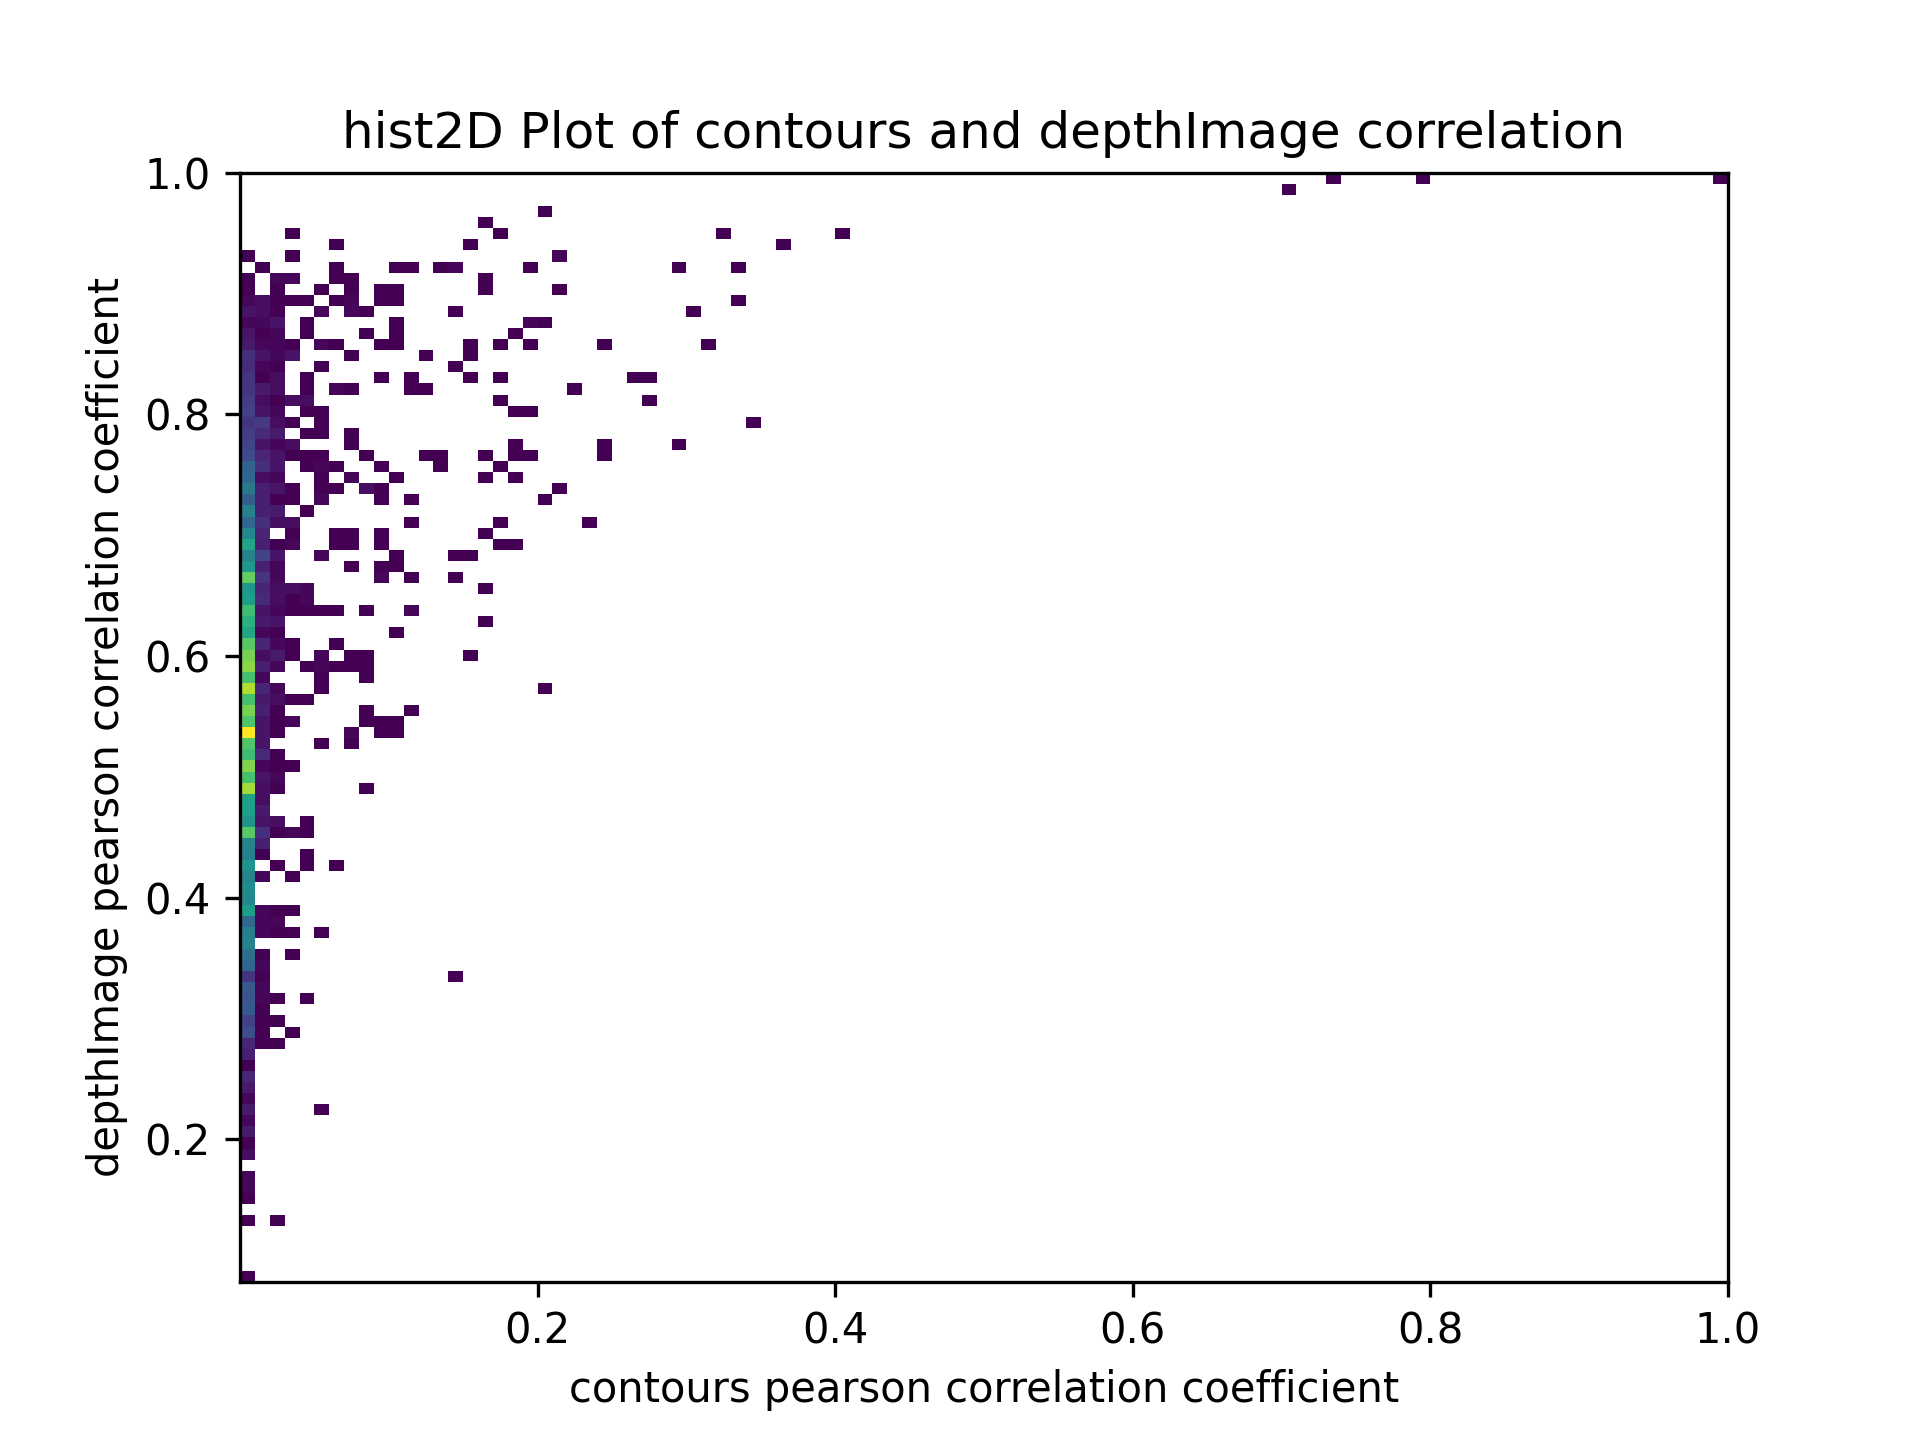 hist2D Plot of contours and depthImage correlation
1.0
0.8
0.6
0.4
0.2
depthImage pearson correlation coefficient
0.2 0.4 0.6 0.8 1.0
contours pearson correlation coefficient